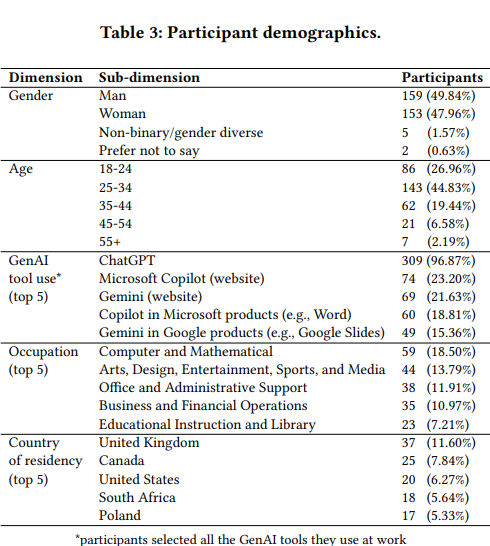 Table 3: Participant demographics.
Dimension Sub-dimension Participants
Gender Man 159 (49.84%)
Woman 153 (47.96%)
Non-binary/gender diverse 5 (1.57%)
Prefer not to say 2 (0.63%)
Age 18-24 86 (26.96%)
25-34 143 (44.83%)
35-44 62 (19.44%)
45-54 21 (6.58%)
55+ 7 (2.19%)
GenAI ChatGPT 309 (96.87%)
tool use* Microsoft Copilot (website) 74 (23.20%)
(top 5) Gemini (website) 69 (21.63%)
Copilot in Microsoft products (e.g., Word) 60 (18.81%)
Gemini in Google products (e.g., Google Slides) 49 (15.36%)
Occupation Computer and Mathematical 59 (18.50%)
(top 5) Arts, Design, Entertainment, Sports, and Media 44 (13.79%)
Office and Administrative Support 38 (11.91%)
Business and Financial Operations 35 (10.97%)
Educational Instruction and Library 23 (7.21%)
Country United Kingdom 37 (11.60%)
of residency Canada 25 (7.84%)
(top 5) United States 20 (6.27%)
South Africa 18 (5.64%)
Poland 17 (5.33%)
*participants selected all the GenAI tools they use at work